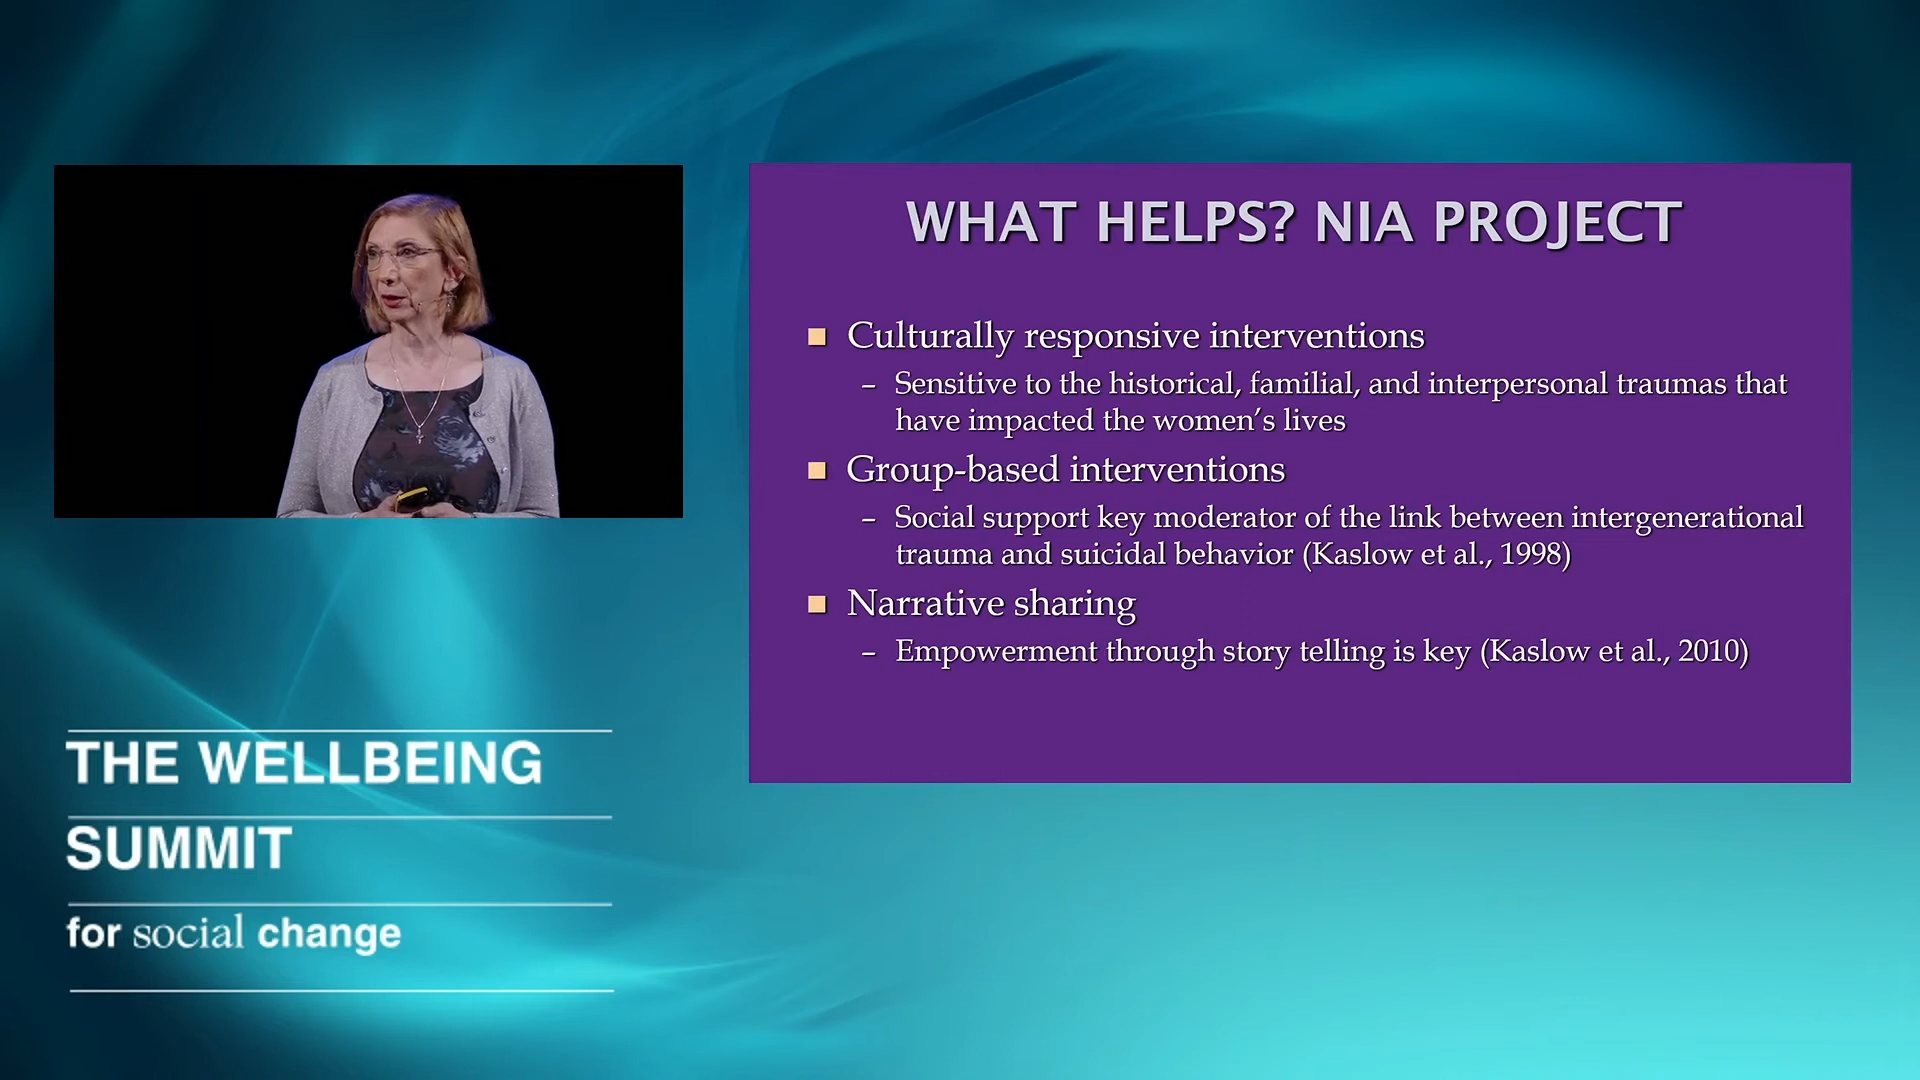 WHAT HELPS? NIA PROJECT
■ Culturally responsive interventions
– Sensitive to the historical, familial, and interpersonal traumas that
have impacted the women's lives
■ Group-based interventions
– Social support key moderator of the link between intergenerational
trauma and suicidal behavior (Kaslow et al., 1998)
■ Narrative sharing
– Empowerment through story telling is key (Kaslow et al., 2010)
THE WELLBEING
SUMMIT
for social change